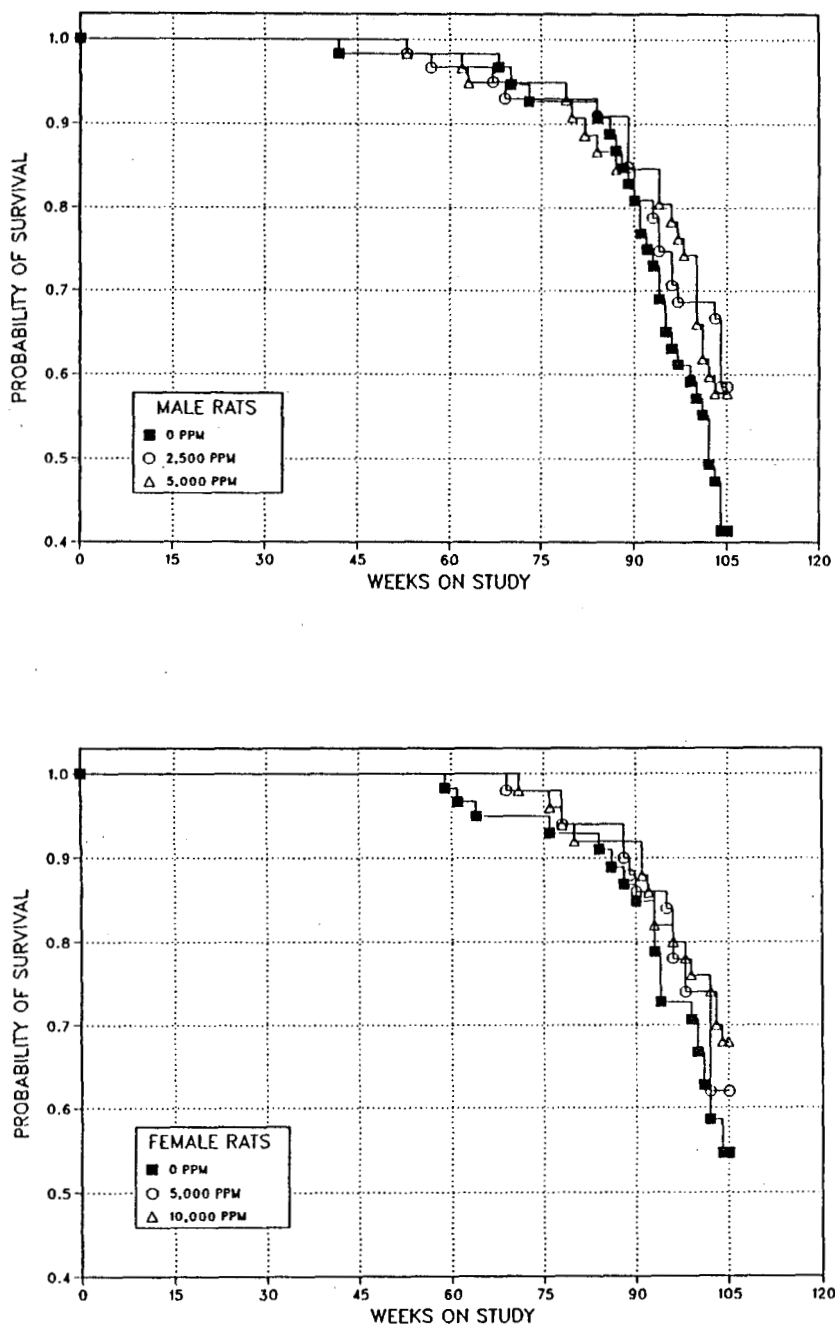 1.0
0.9
0.8
0.7
0.6
0.5
0.4
PROBABILITY OF SURVIVAL
MALE RATS
0 PPM
2,500 PPM
5,000 PPM
0 15 30 45 60 75 90 105 120
WEEKS ON STUDY
1.0
0.9
0.8
0.7
0.6
0.5
0.4
PROBABILITY OF SURVIVAL
FEMALE RATS
0 PPM
5,000 PPM
10,000 PPM
0 15 30 45 60 75 90 105 120
WEEKS ON STUDY